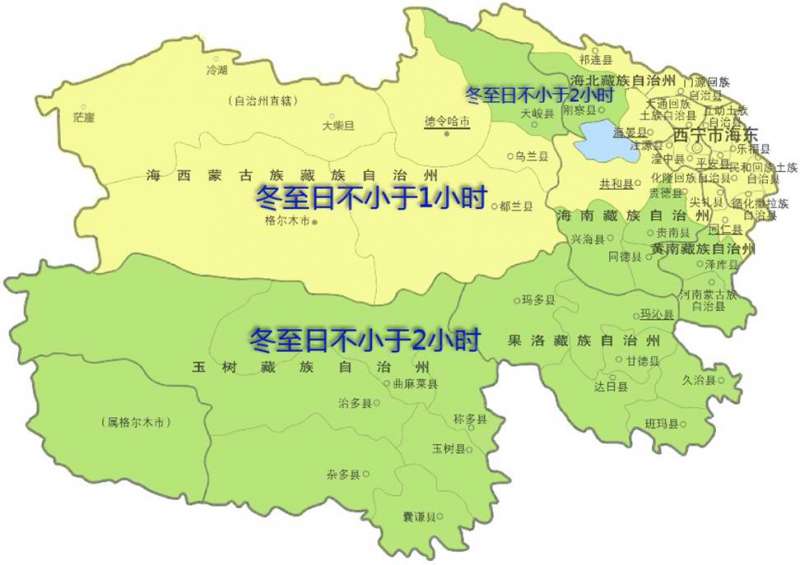 冷湖
祁连县
海北藏族自治州
门源回族
自治县
冬至日不小于2小时
(自治州直辖)
茫崖
大柴旦
德令哈市
天峻县
刚察县
大通回族
土族自治县
互助土族
自治县
海晏县
西宁市海东
湟源县
湟中县
乐福县
平安县
民和回族土族
自治县
乌兰县
海西蒙古族藏族自治州
冬至日不小于1小时
共和县
化隆回族自治县
贵德县
尖扎县
循化撒拉族
自治县
格尔木市
都兰县
海南藏族自治州
同仁县
兴海县
贵南县
同德县
黄南藏族自治州
泽库县
河南蒙古族
自治县
玛多县
玛沁县
冬至日不小于2小时
果洛藏族自治州
玉树藏族自治州
甘德县
曲麻菜县
达日县
久治县
治多县
(属格尔木市)
称多县
班玛县
玉树县
杂多县
囊谦县